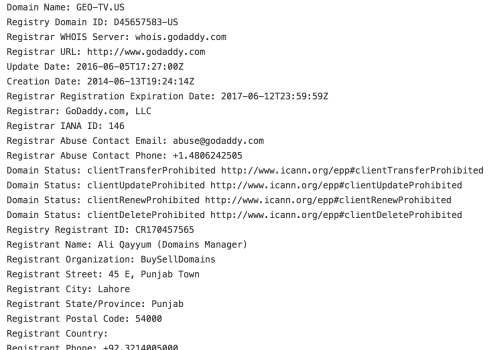 Domain Name: GEO-TV.US
Registry Domain ID: D45657583-US
Registrar WHOIS Server: whois.godaddy.com
Registrar URL: http://www.godaddy.com
Update Date: 2016-06-05T17:27:00Z
Creation Date: 2014-06-13T19:24:14Z
Registrar Registration Expiration Date: 2017-06-12T23:59:59Z
Registrar: GoDaddy.com, LLC
Registrar IANA ID: 146
Registrar Abuse Contact Email: abuse@godaddy.com
Registrar Abuse Contact Phone: +1.4806242505
Domain Status: clientTransferProhibited http://www.icann.org/epp#clientTransferProhibited
Domain Status: clientUpdateProhibited http://www.icann.org/epp#clientUpdateProhibited
Domain Status: clientRenewProhibited http://www.icann.org/epp#clientRenewProhibited
Domain Status: clientDeleteProhibited http://www.icann.org/epp#clientDeleteProhibited
Registry Registrant ID: CR170457565
Registrant Name: Ali Qayyum (Domains Manager)
Registrant Organization: BuySellDomains
Registrant Street: 45 E, Punjab Town
Registrant City: Lahore
Registrant State/Province: Punjab
Registrant Postal Code: 54000
Registrant Country:
Registrant Phone: +92.3214005000